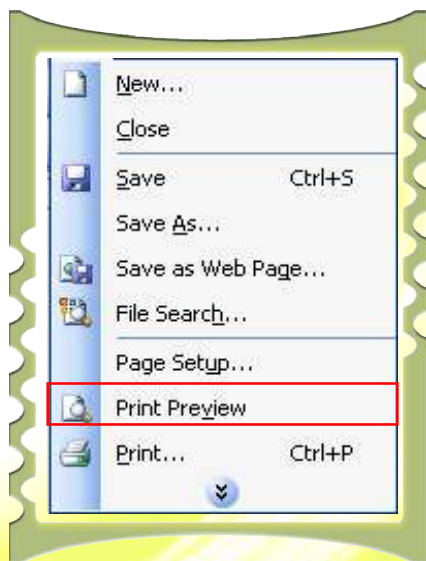 New...
Close
Save Ctrl+S
Save As...
Save as Web Page...
File Search...
Page Setup...
Print Preview
Print... Ctrl+P